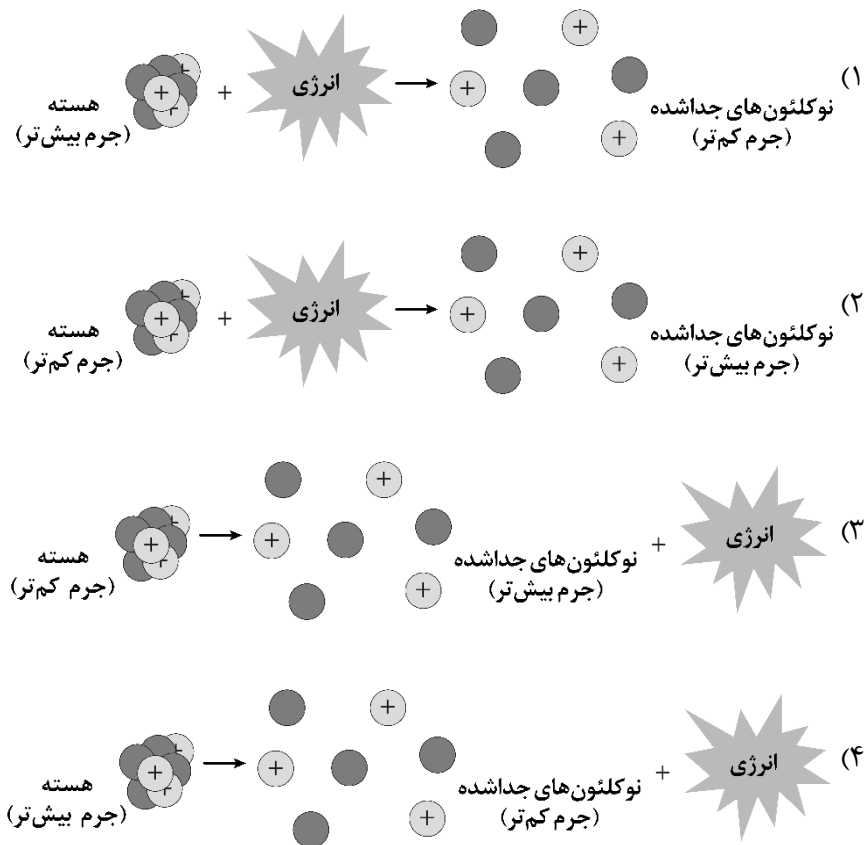 ۱)
هسته
(جرم بیش‌تر)
+
انرژی
نوکلئون‌های جداشده
(جرم کم‌تر)
۲)
هسته
(جرم کم‌تر)
+
انرژی
نوکلئون‌های جداشده
(جرم بیش‌تر)
۳)
هسته
(جرم کم‌تر)
نوکلئون‌های جداشده
(جرم بیش‌تر)
+
انرژی
۴)
هسته
(جرم بیش‌تر)
نوکلئون‌های جداشده
(جرم کم‌تر)
+
انرژی